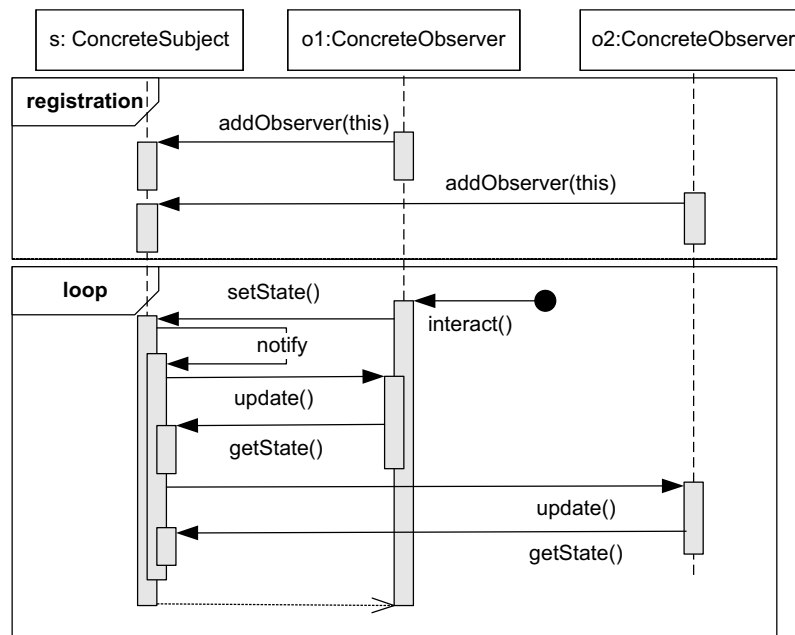 s: ConcreteSubject
o1:ConcreteObserver
o2:ConcreteObserver
registration
addObserver(this)
addObserver(this)
loop
setState()
interact()
notify
update()
getState()
update()
getState()